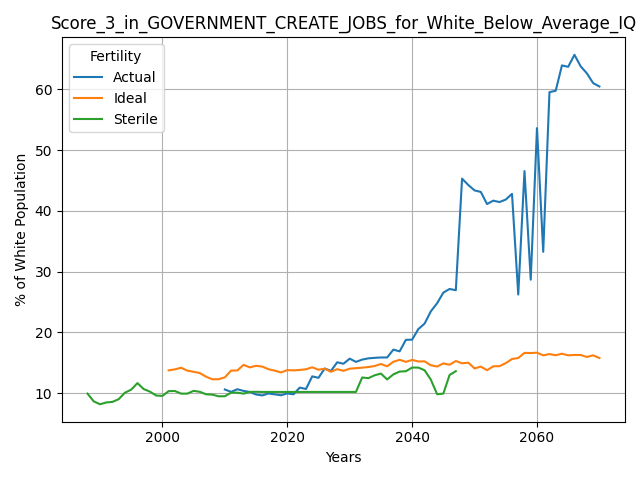 Score_3_in_GOVERNMENT_CREATE_JOBS_for_White_Below_Average_IQ
Fertility
Actual
Ideal
Sterile
% of White Population
60
50
40
30
20
10
2000 2020 2040 2060
Years